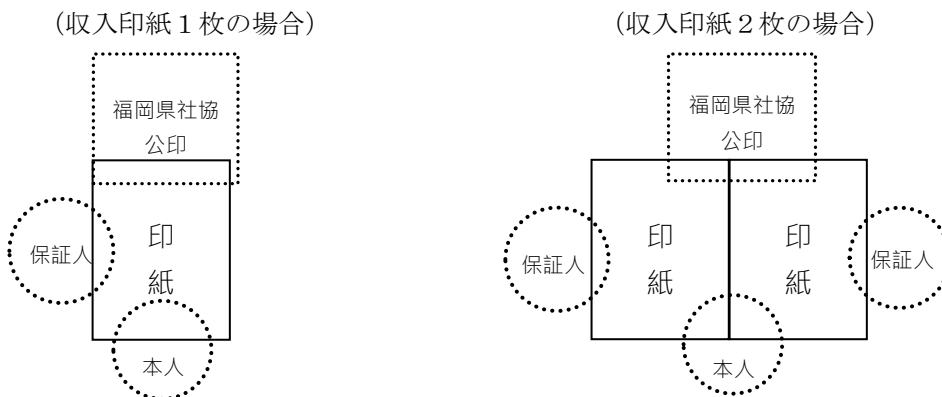 （収入印紙１枚の場合）
福岡県社協
公印
保証人
印
紙
本人
（収入印紙２枚の場合）
福岡県社協
公印
保証人
印
紙
印
紙
保証人
本人